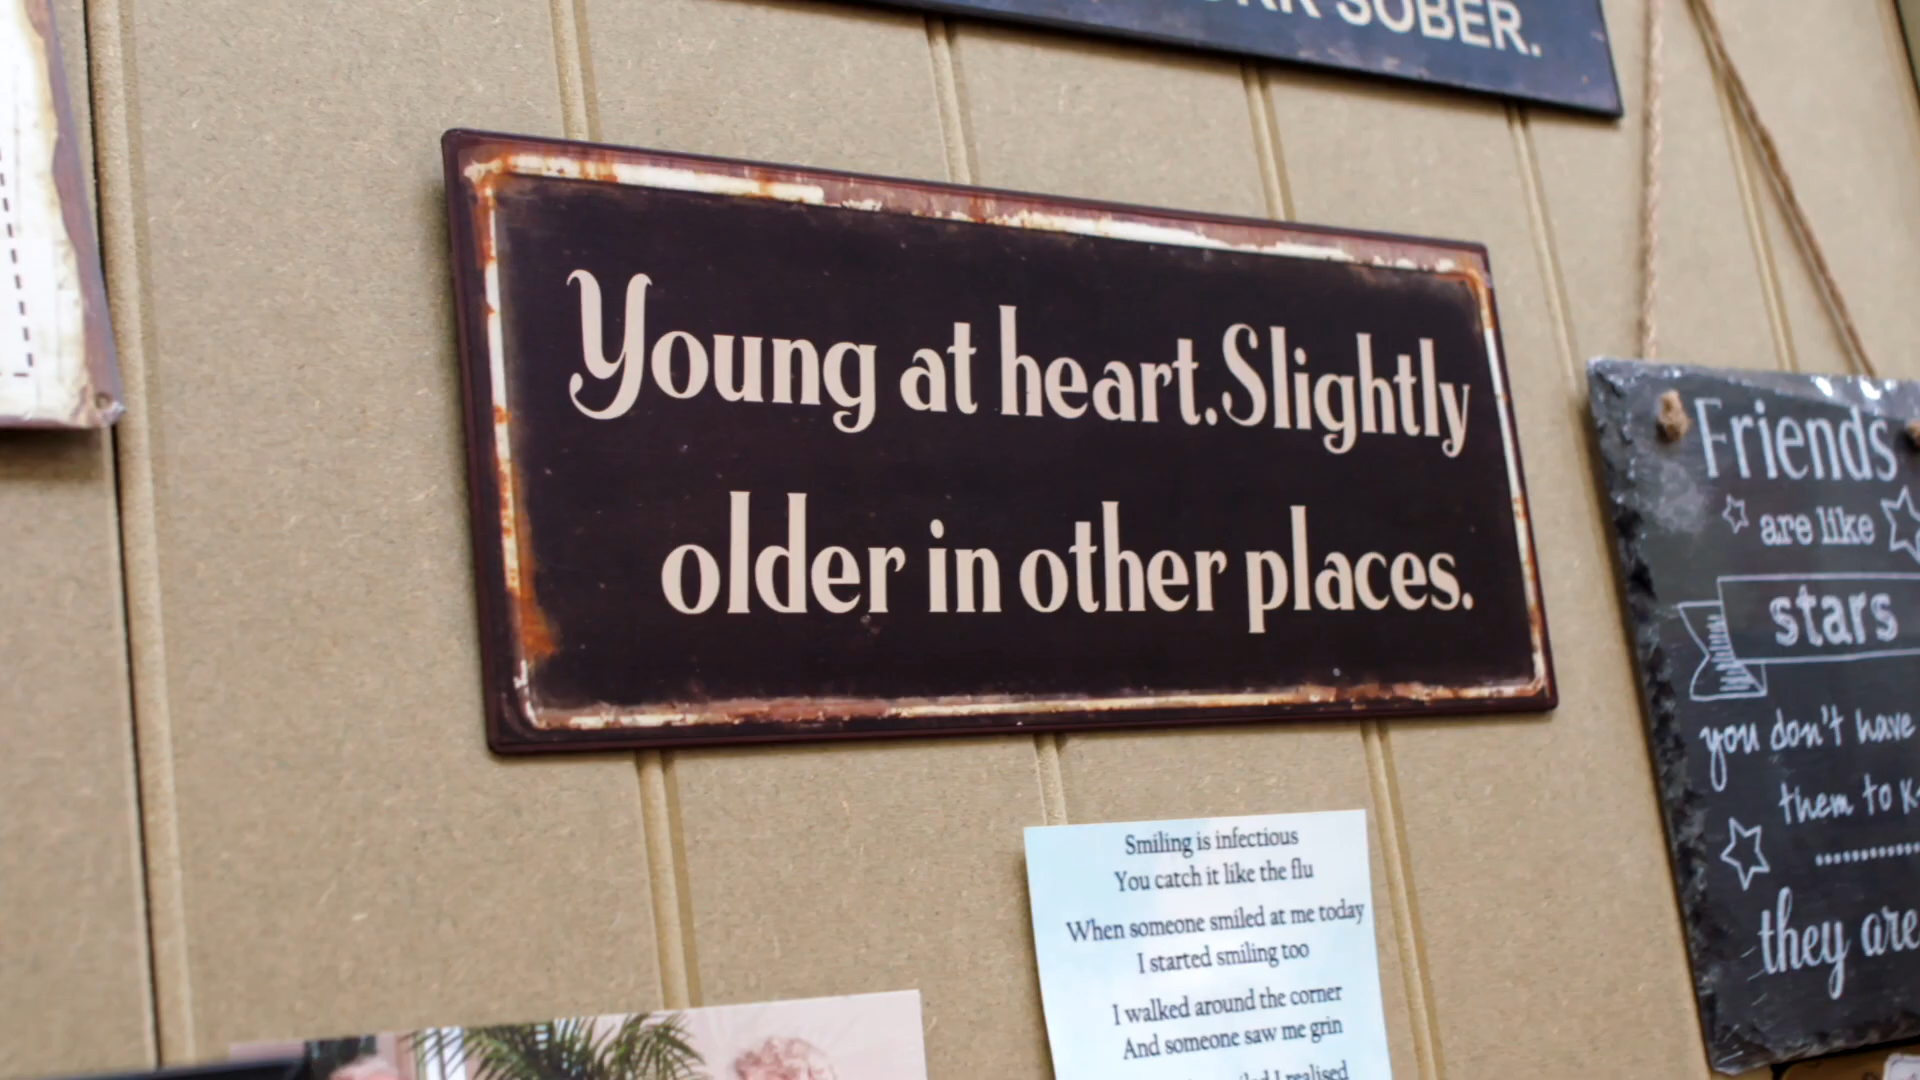 SOBER.
Young at heart.Slightly
older in other places.
Friends
are like
stars
you don't have
them to
they are
Smiling is infectious
You catch it like the flu
When someone smiled at me today
I started smiling too
I walked around the corner
And someone saw me grin
I realised